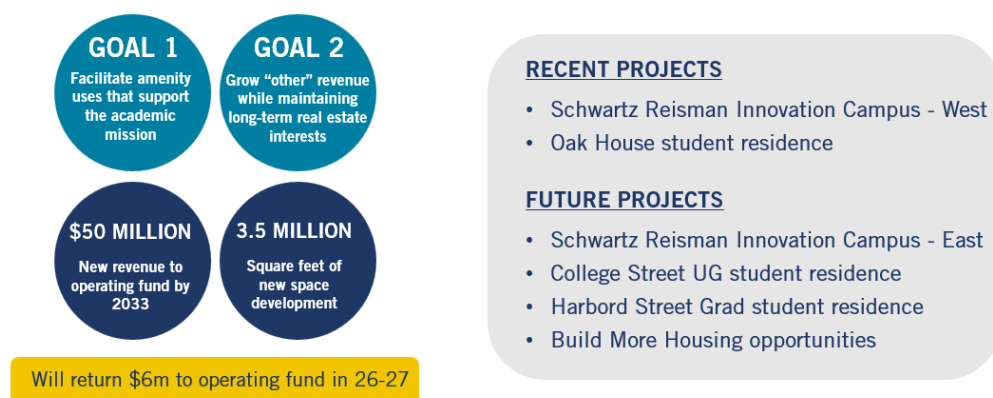 GOAL 1
Facilitate amenity
uses that support
the academic
mission
GOAL 2
Grow “other” revenue
while maintaining
long-term real estate
interests
$50 MILLION
New revenue to
operating fund by
2033
3.5 MILLION
Square feet of
new space
development
Will return $6m to operating fund in 26-27
RECENT PROJECTS
• Schwartz Reisman Innovation Campus - West
• Oak House student residence
FUTURE PROJECTS
• Schwartz Reisman Innovation Campus - East
• College Street UG student residence
• Harbord Street Grad student residence
• Build More Housing opportunities